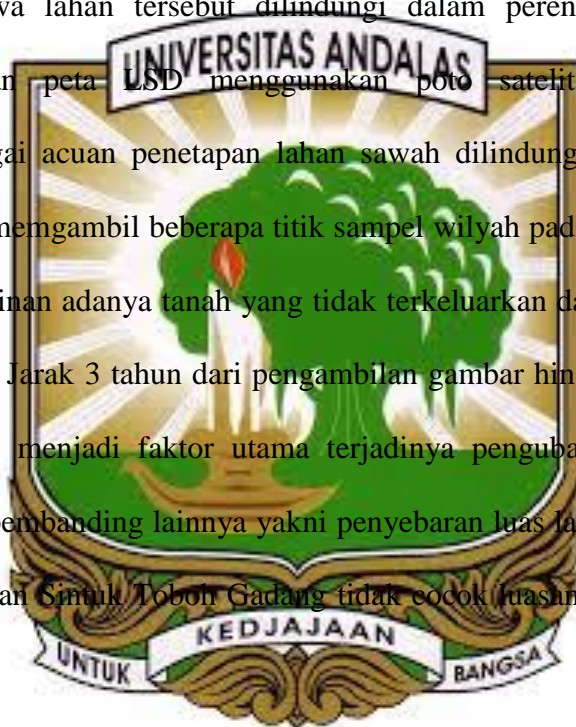 wa lahan tersebut dilindungi dalam peren
UNIVERSITAS ANDALAS
n peta LSD menggunakan poto satelit
gai acuan penetapan lahan sawah dilindung
memgambil beberapa titik sampel wilyah pad
inan adanya tanah yang tidak terkeluarkan da
Jarak 3 tahun dari pengambilan gambar hin
menjadi faktor utama terjadinya penguba
pembanding lainnya yakni penyebaran luas la
an Sintuk Toboh Gadang tidak cocok luasan
KEDJAJAAN
UNTUK BANGSA